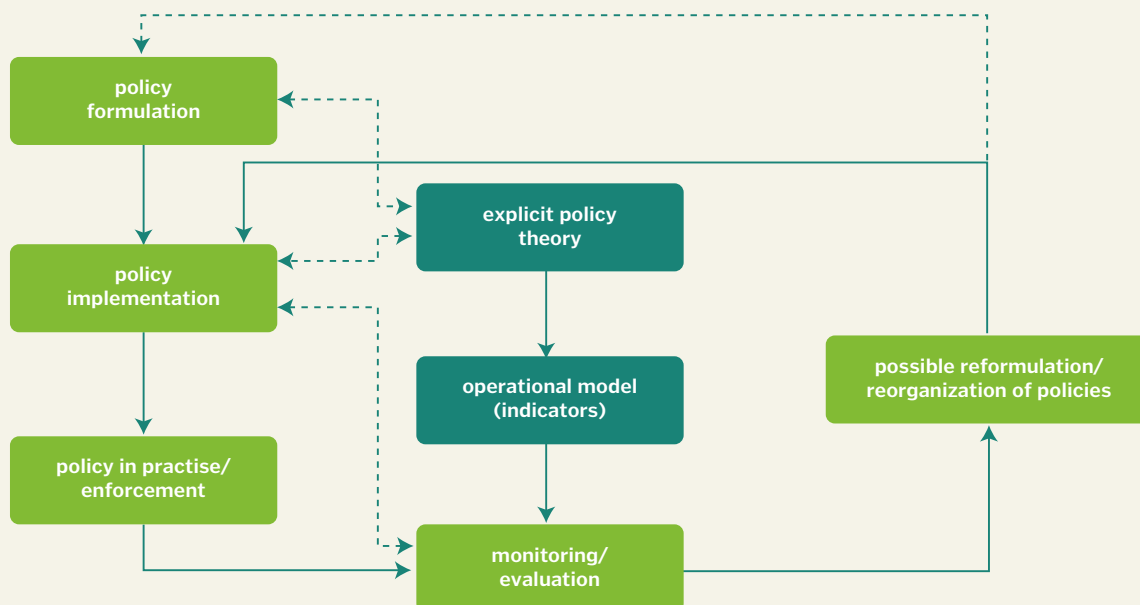 policy
formulation
explicit policy
theory
policy
implementation
possible reformulation/
reorganization of policies
operational model
(indicators)
policy in practise/
enforcement
monitoring/
evaluation